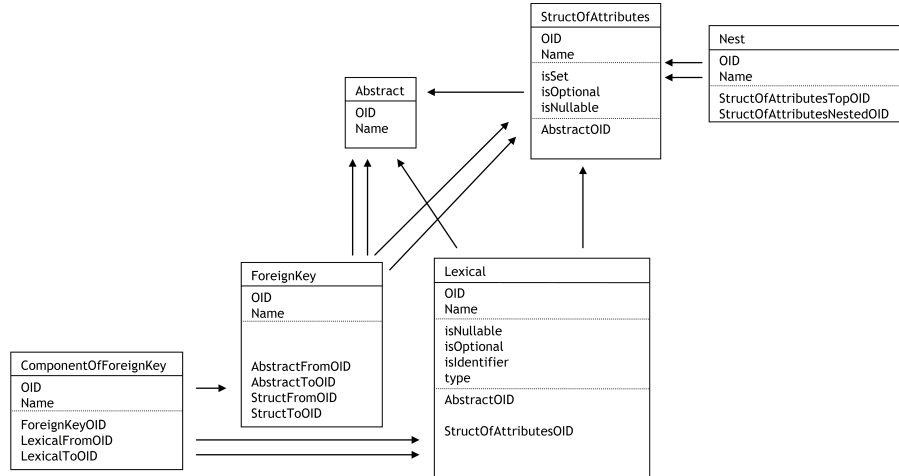 StructOfAttributes
OID
Name
isSet
isOptional
isNullable
AbstractOID
Nest
OID
Name
StructOfAttributesTopOID
StructOfAttributesNestedOID
Abstract
OID
Name
ForeignKey
OID
Name
AbstractFromOID
AbstractToOID
StructFromOID
StructToOID
Lexical
OID
Name
isNullable
isOptional
isIdentifier
type
AbstractOID
StructOfAttributesOID
ComponentOfForeignKey
OID
Name
ForeignKeyOID
LexicalFromOID
LexicalToOID